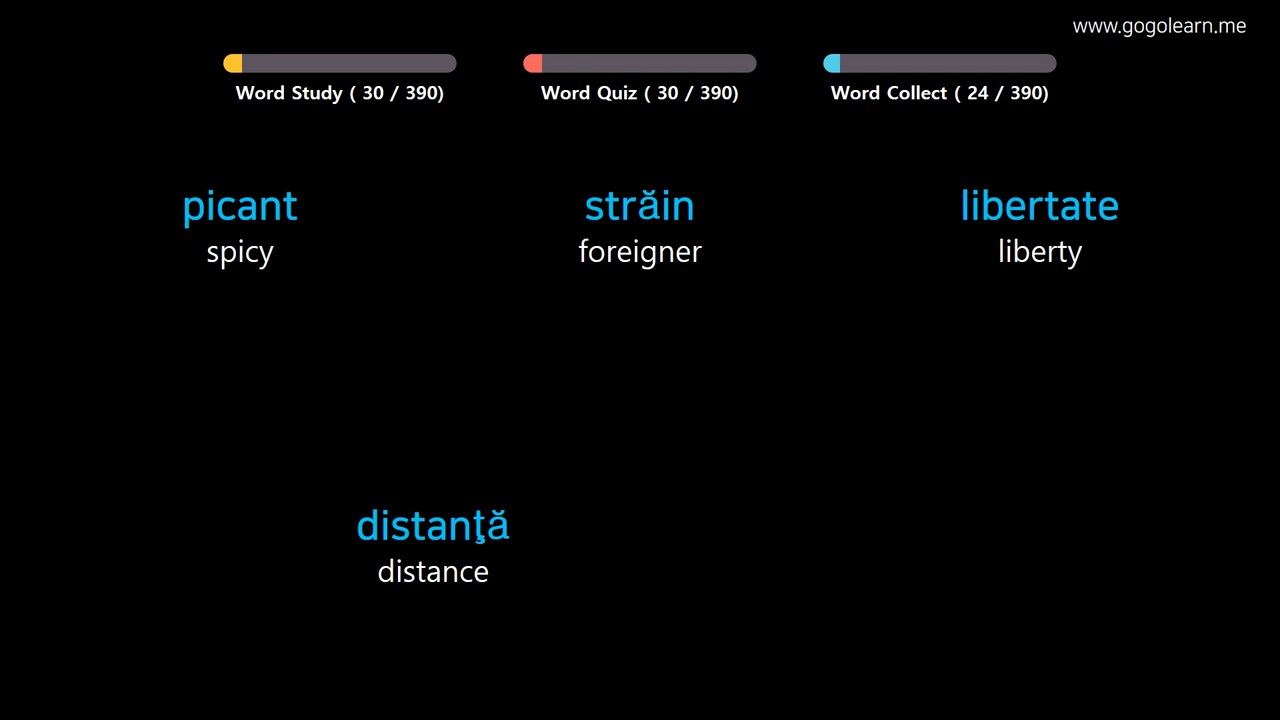 www.gogolearn.me
Word Study ( 30 / 390)
Word Quiz ( 30 / 390)
Word Collect ( 24 / 390)
picant
spicy
străin
foreigner
libertate
liberty
distanţă
distance